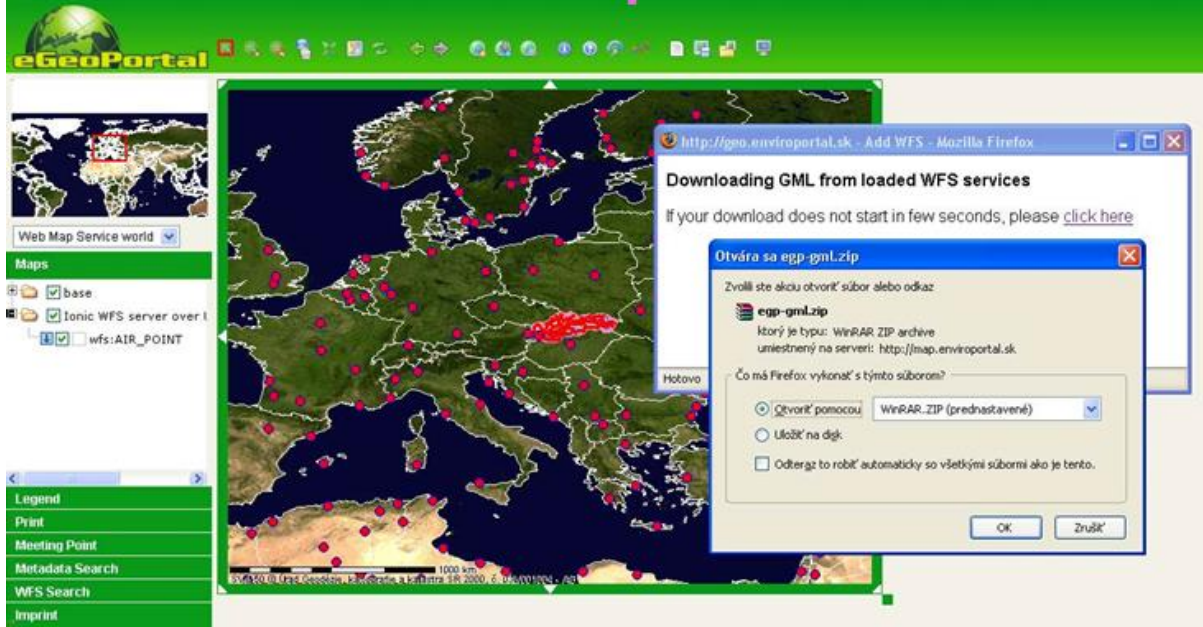 eGeoPortal
Web Map Service world
Maps
base
Ionic WFS server over
wfs:AIR_POINT
Legend
Print
Meeting Point
Metadata Search
WFS Search
Imprint
1000 km
http://geo.enviroportal.sk - Add WFS - Mozilla Firefox
Downloading GML from loaded WFS services
If your download does not start in few seconds, please click here
Hotovo
Otvára sa egp-gml.zip
Zvolili ste akciu otvoriť súbor alebo odkaz
egp-gml.zip
ktorý je typu: WinRAR ZIP archive
umiestnený na serveri: http://map.enviroportal.sk
Čo má Firefox vykonať s týmto súborom?
Otvoriť pomocou WinRAR.ZIP (prednastavené)
Uložiť na disk
Odteraz to robiť automaticky so všetkými súbormi ako je tento.
OK Zrušiť